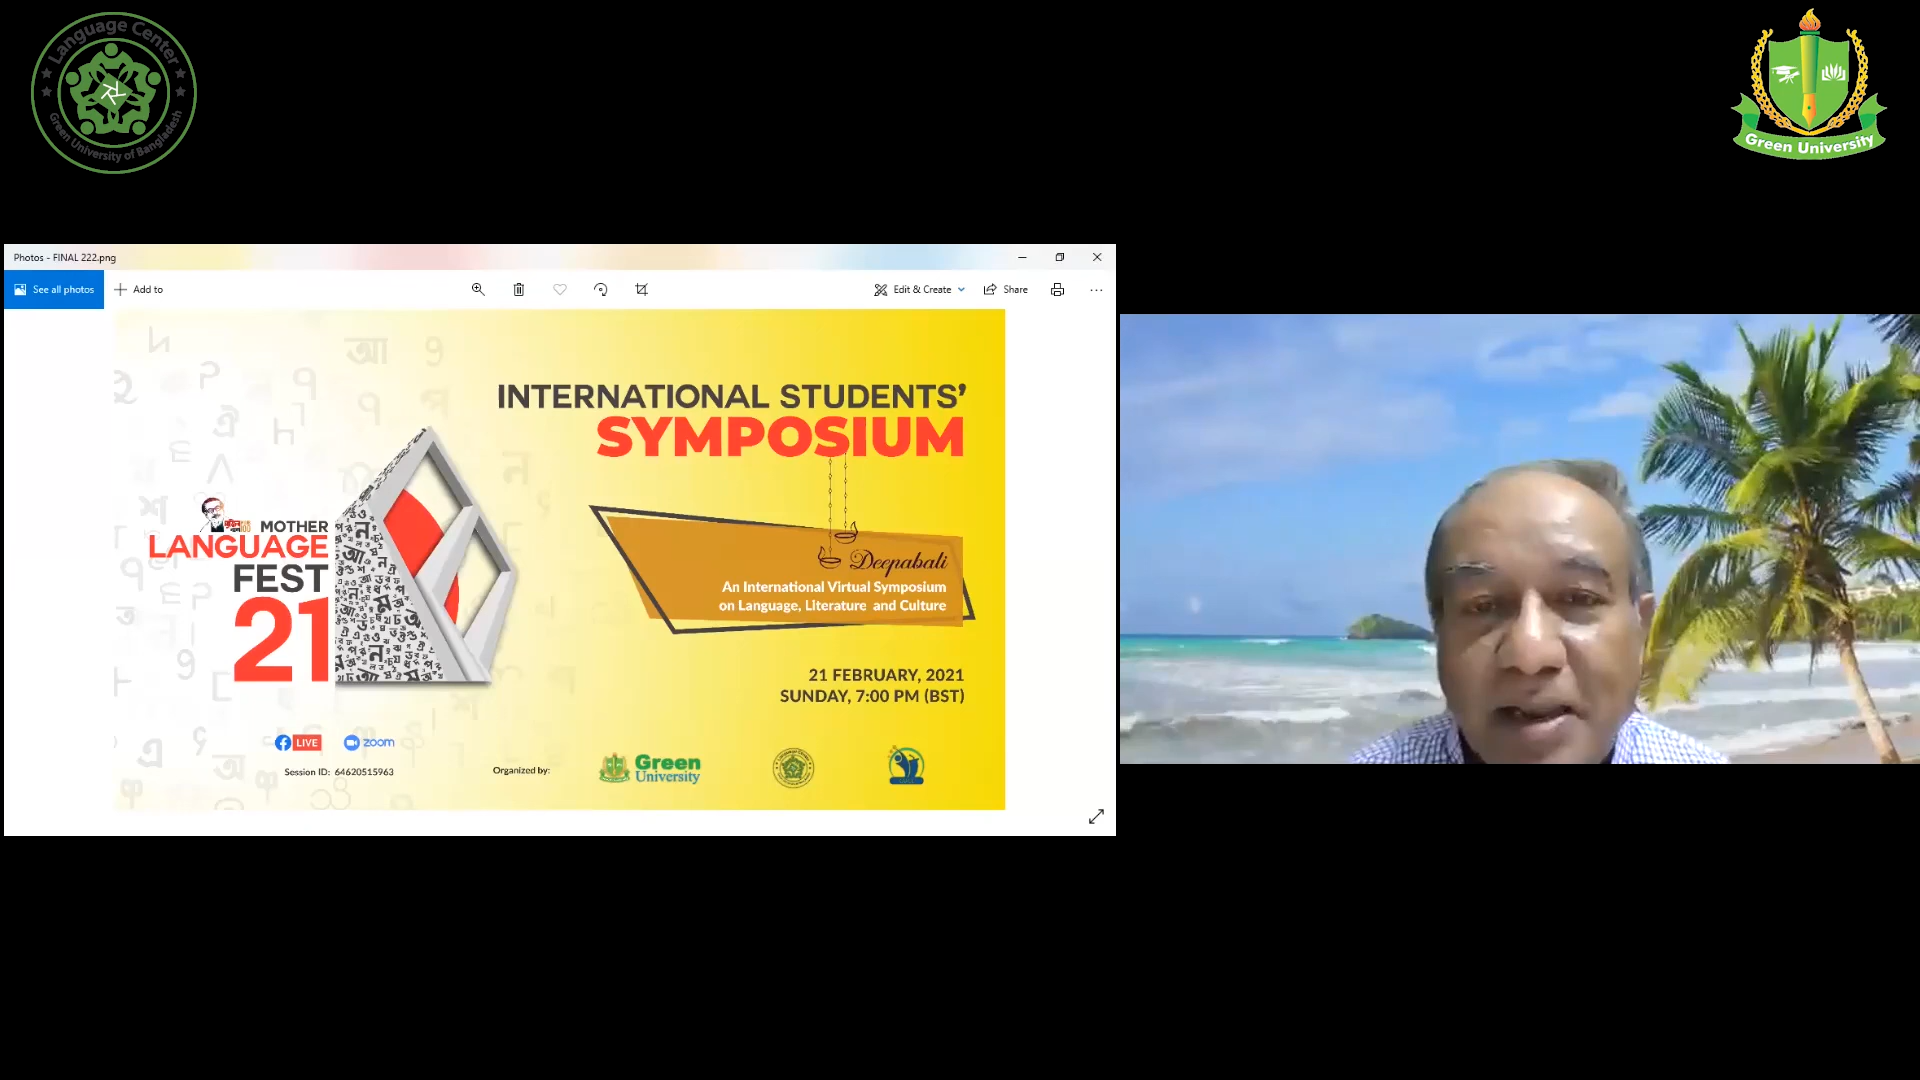 Language Center
Green University of Bangladesh
Green University
Photos - FINAL 222.png
See all photos
Add to
Edit & Create
Share
INTERNATIONAL STUDENTS’
SYMPOSIUM
MOTHER
LANGUAGE
FEST
21
Deepabali
An International Virtual Symposium
on Language, Literature and Culture
21 FEBRUARY, 2021
SUNDAY, 7:00 PM (BST)
LIVE
zoom
Session ID: 64620515963
Organized by:
Green
University